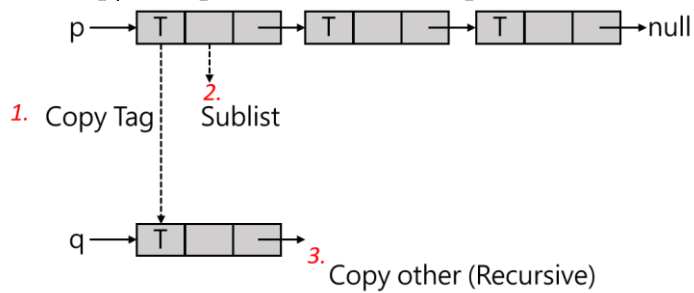 p T T T null
1. Copy Tag 2. Sublist
q T
3. Copy other (Recursive)